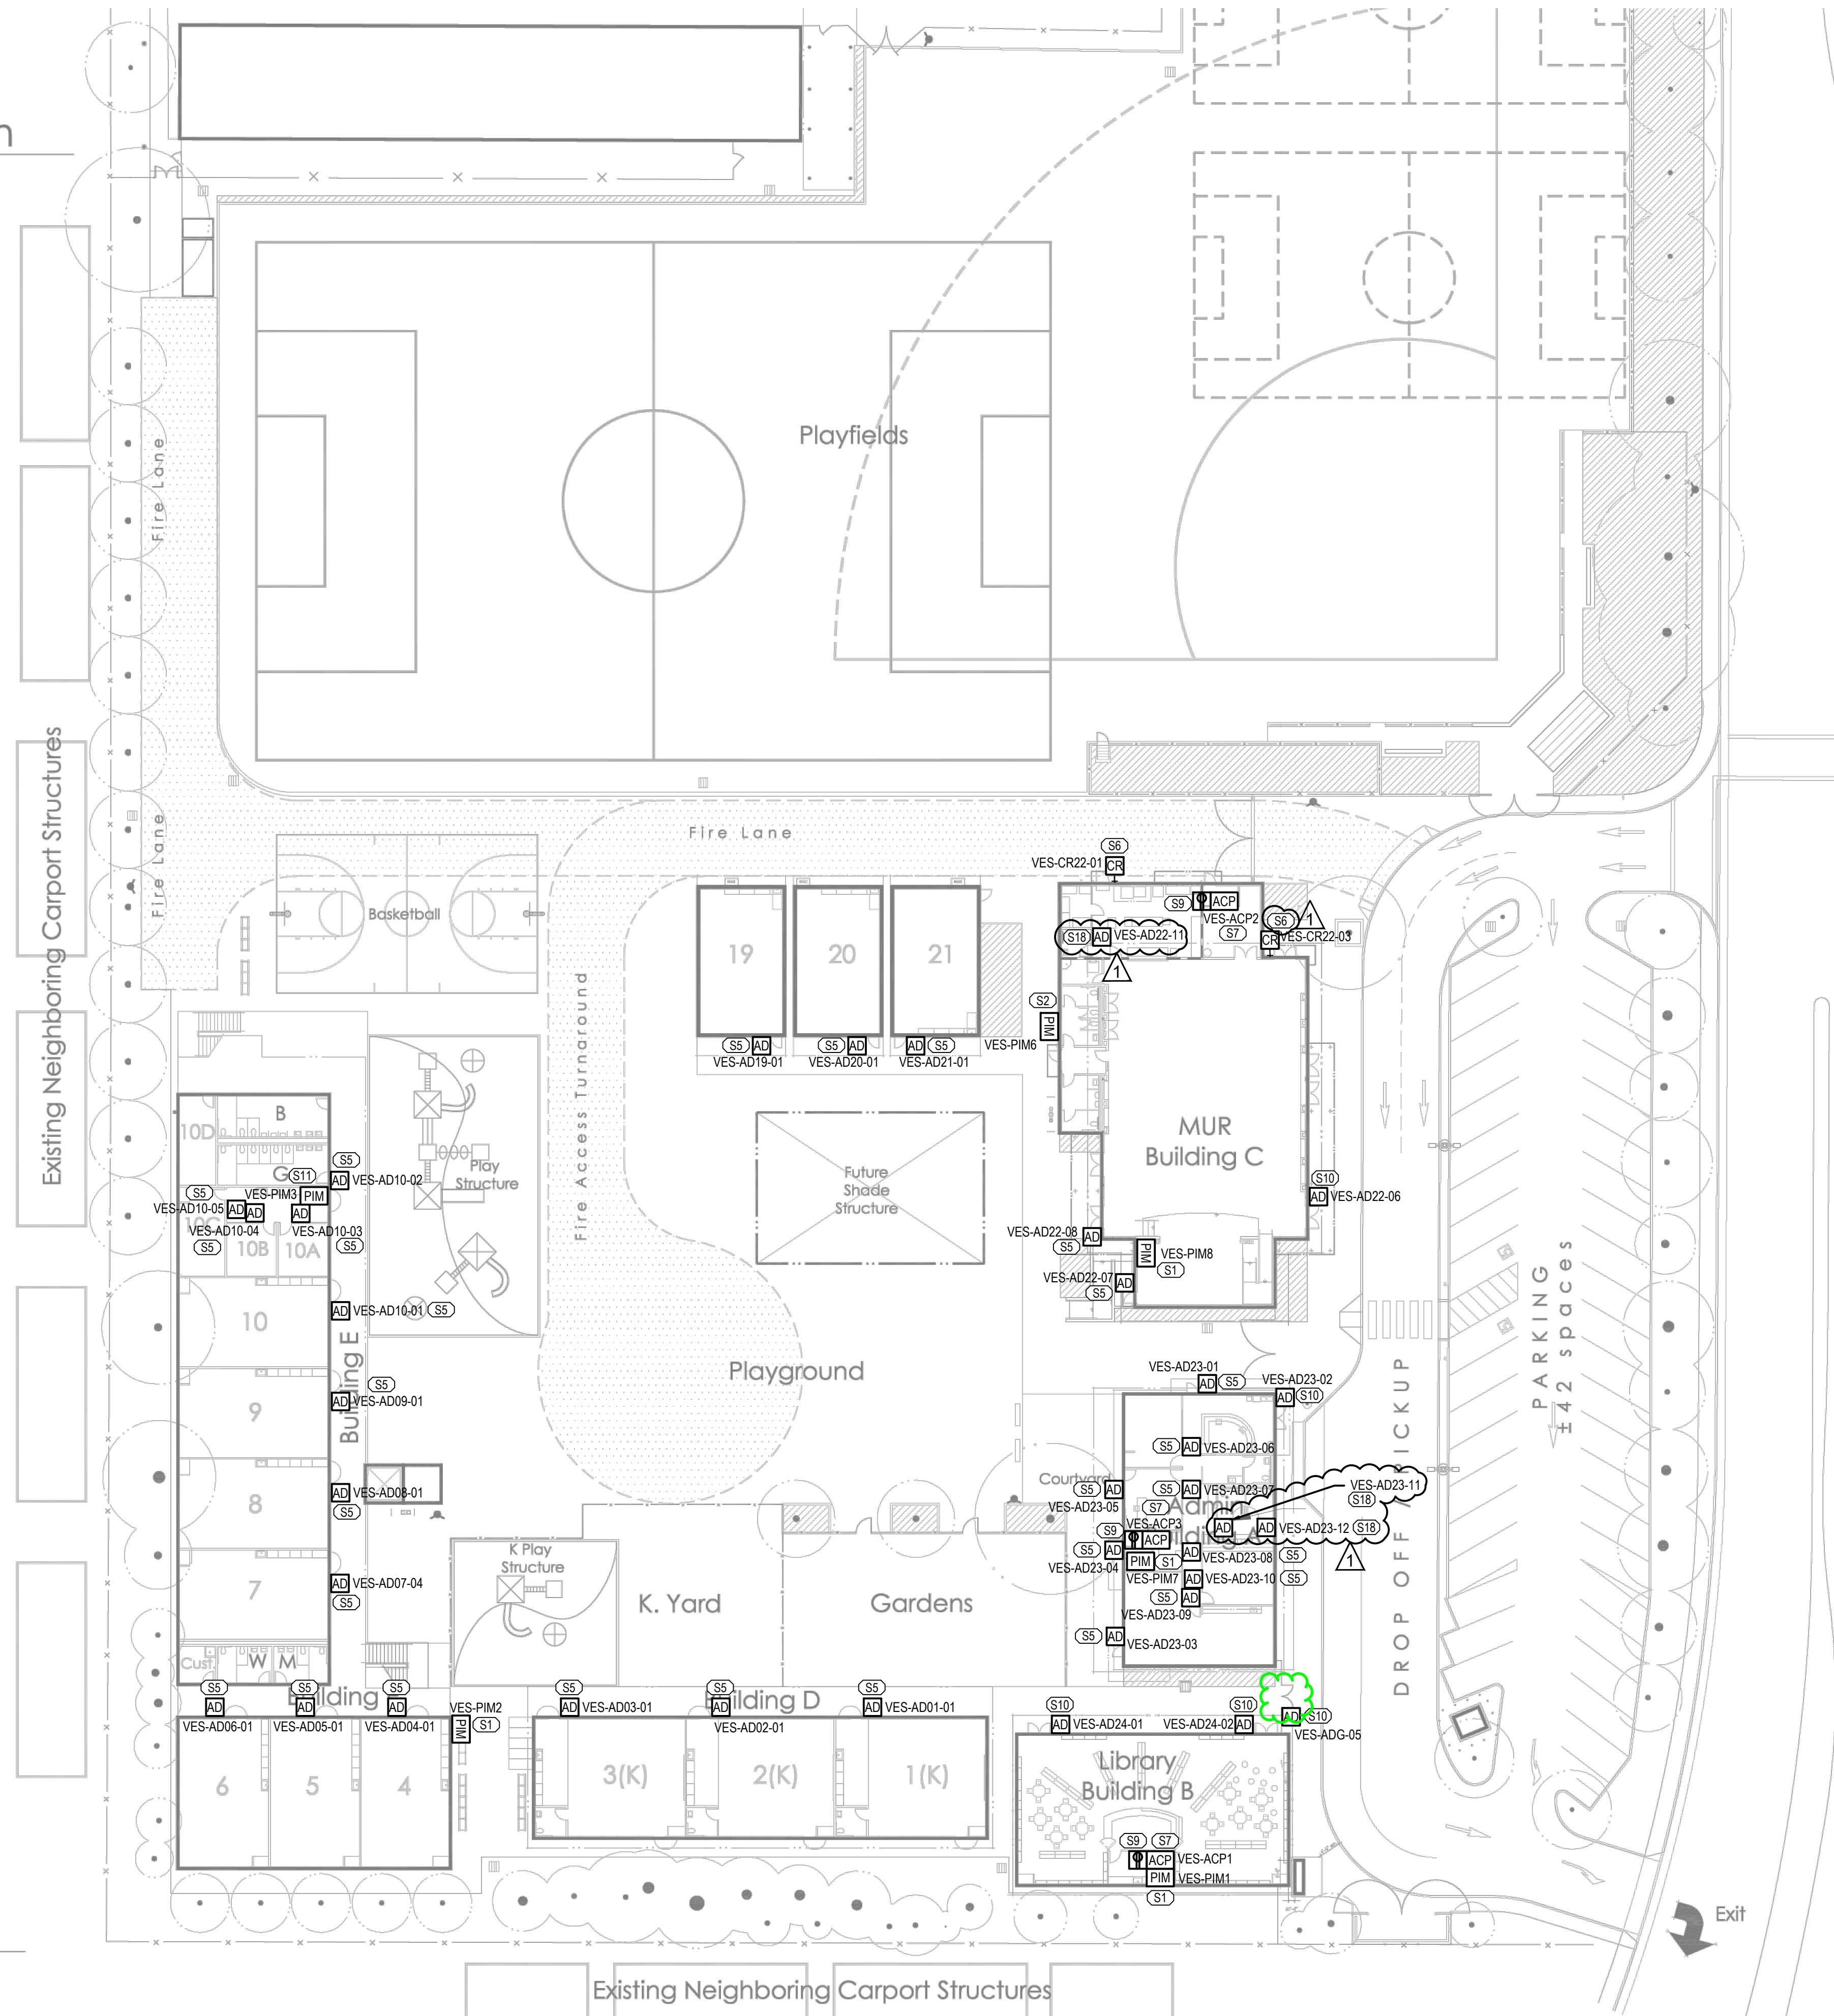 n
Playfields
Fire Lane
Fire Lane
Fire Lane
Existing Neighboring Carport Structures
Basketball
Fire Access Turnaround
19
20
21
S5
AD
VES-AD19-01
S5
AD
VES-AD20-01
AD
S5
VES-AD21-01
S6
VES-CR22-01
CR
S9
ACP
VES-ACP2
S7
S6
1
CR
VES-CR22-03
S18
AD
VES-AD22-11
1
S2
PIM
VES-PIM6
MUR
Building C
S10
AD
VES-AD22-06
VES-AD22-08
AD
S5
PIM
VES-PIM8
S1
VES-AD22-07
AD
S5
Play
Structure
Future
Shade
Structure
Playground
10D
B
G
S11
S5
AD
VES-AD10-02
VES-PIM3
PIM
S5
VES-AD10-05
AD
AD
AD
10C
VES-AD10-04
VES-AD10-03
S5
10B
10A
S5
10
AD
VES-AD10-01
S5
Building E
9
S5
AD
VES-AD09-01
8
AD
VES-AD08-01
S5
7
AD
VES-AD07-04
S5
Cust.
W
M
K Play
Structure
K. Yard
Gardens
Courtyard
VES-AD23-01
AD
S5
VES-AD23-02
AD
S10
S5
AD
VES-AD23-06
S5
AD
VES-AD23-05
S5
AD
VES-AD23-07
S7
Admin
Building A
VES-AD23-11
S18
AD
AD
VES-AD23-12
S18
1
VES-ACP3
S9
ACP
S5
AD
VES-AD23-04
PIM
S1
VES-PIM7
AD
VES-AD23-08
S5
AD
VES-AD23-10
S5
S5
AD
VES-AD23-09
S5
AD
VES-AD23-03
DROP OFF / PICKUP
PARKING
±42 spaces
S5
AD
VES-AD06-01
S5
AD
VES-AD05-01
S5
AD
VES-AD04-01
Building
VES-PIM2
PIM
S1
S5
AD
VES-AD03-01
S5
AD
VES-AD02-01
Building D
S5
AD
VES-AD01-01
6
5
4
3(K)
2(K)
1(K)
S10
AD
VES-AD24-01
S10
VES-AD24-02
AD
AD
S10
VES-ADG-05
Library
Building B
S9
S7
ACP
VES-ACP1
PIM
VES-PIM1
S1
Exit
Existing Neighboring Carport Structures